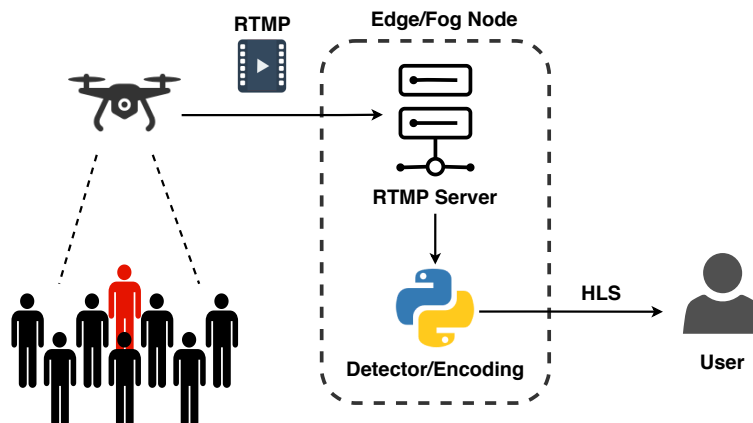 RTMP
Edge/Fog Node
RTMP Server
HLS
Detector/Encoding
User